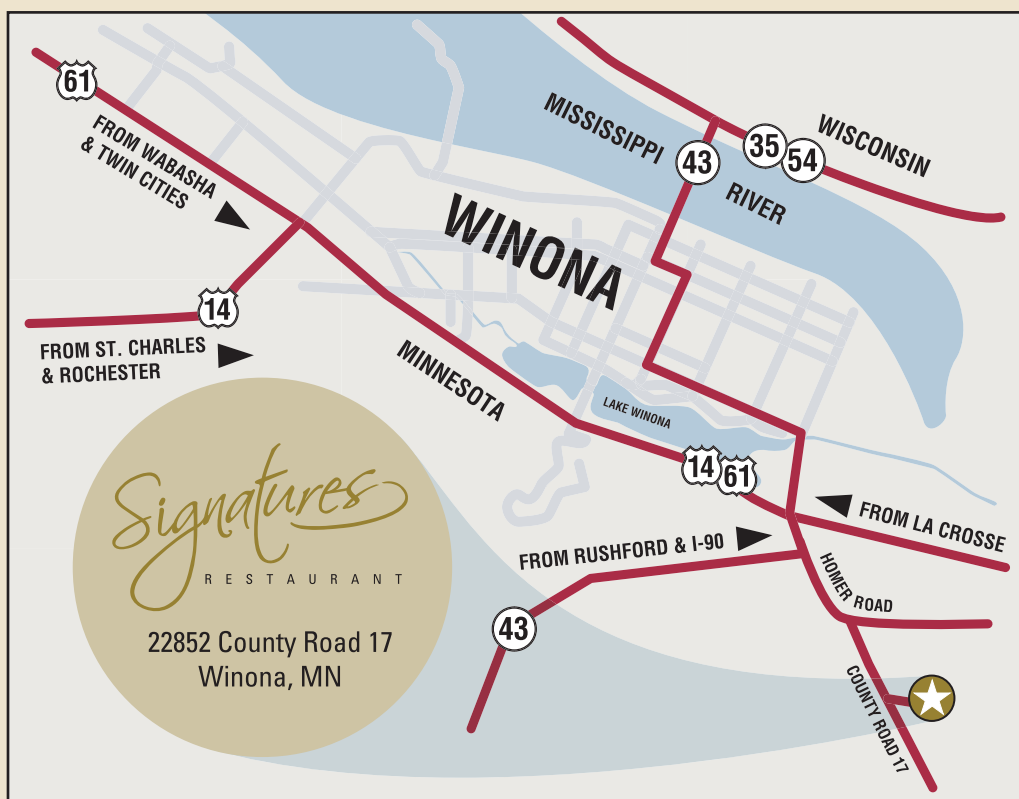 61
FROM WABASHA
& TWIN CITIES
14
FROM ST. CHARLES
& ROCHESTER
MISSISSIPPI
RIVER
43
35
54
WISCONSIN
WINONA
MINNESOTA
LAKE WINONA
14
61
FROM LA CROSSE
FROM RUSHFORD & I-90
43
HOMER ROAD
COUNTY ROAD 17
Signatures
RESTAURANT
22852 County Road 17
Winona, MN